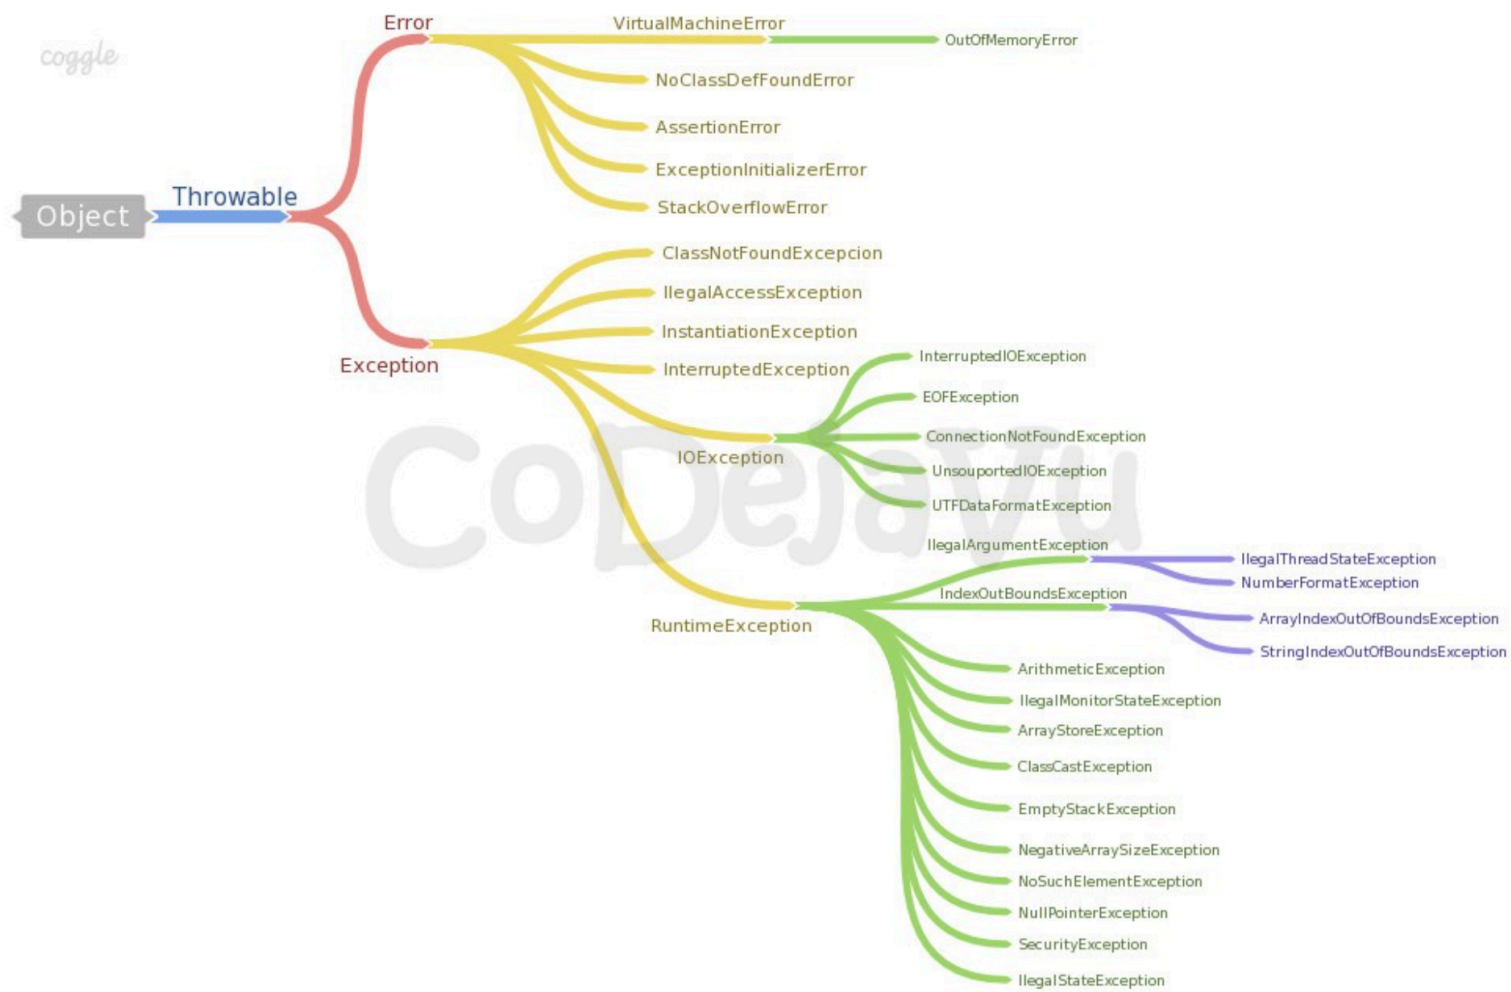 coggle
Object
Throwable
Error
VirtualMachineError
OutOfMemoryError
NoClassDefFoundError
AssertionError
ExceptionInitializerError
StackOverflowError
Exception
ClassNotFoundExcepcion
IlegalAccessException
InstantiationException
InterruptedException
IOException
InterruptedIOException
EOFException
ConnectionNotFoundException
UnsouportedIOException
UTFDataFormatException
RuntimeException
IlegalArgumentException
IlegalThreadStateException
NumberFormatException
IndexOutBoundsException
ArrayIndexOutOfBoundsException
StringIndexOutOfBoundsException
ArithmeticException
IlegalMonitorStateException
ArrayStoreException
ClassCastException
EmptyStackException
NegativeArraySizeException
NoSuchElementException
NullPointerException
SecurityException
IlegalStateException
CoDejaVu